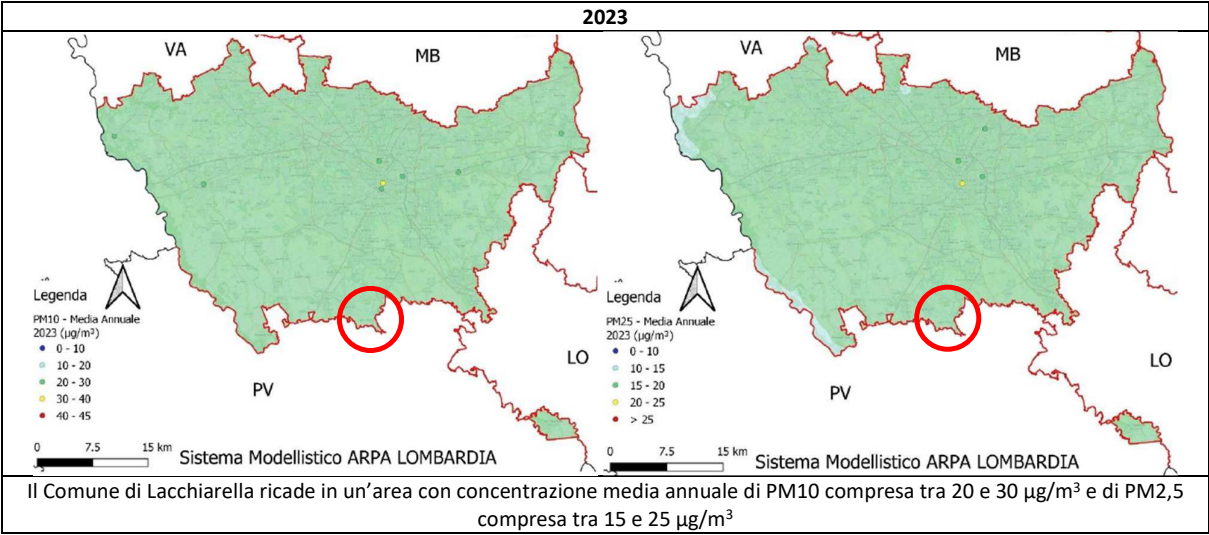 2023
VA
MB
Legenda
PM10 - Media Annuale
2023 (µg/m³)
0 - 10
10 - 20
20 - 30
30 - 40
40 - 45
0 7.5 15 km
PV
LO
Sistema Modellistico ARPA LOMBARDIA
VA
MB
Legenda
PM25 - Media Annuale
2023 (µg/m³)
0 - 10
10 - 15
15 - 20
20 - 25
> 25
0 7.5 15 km
PV
LO
Sistema Modellistico ARPA LOMBARDIA
Il Comune di Lacchiarella ricade in un’area con concentrazione media annuale di PM10 compresa tra 20 e 30 µg/m³ e di PM2,5
compresa tra 15 e 25 µg/m³